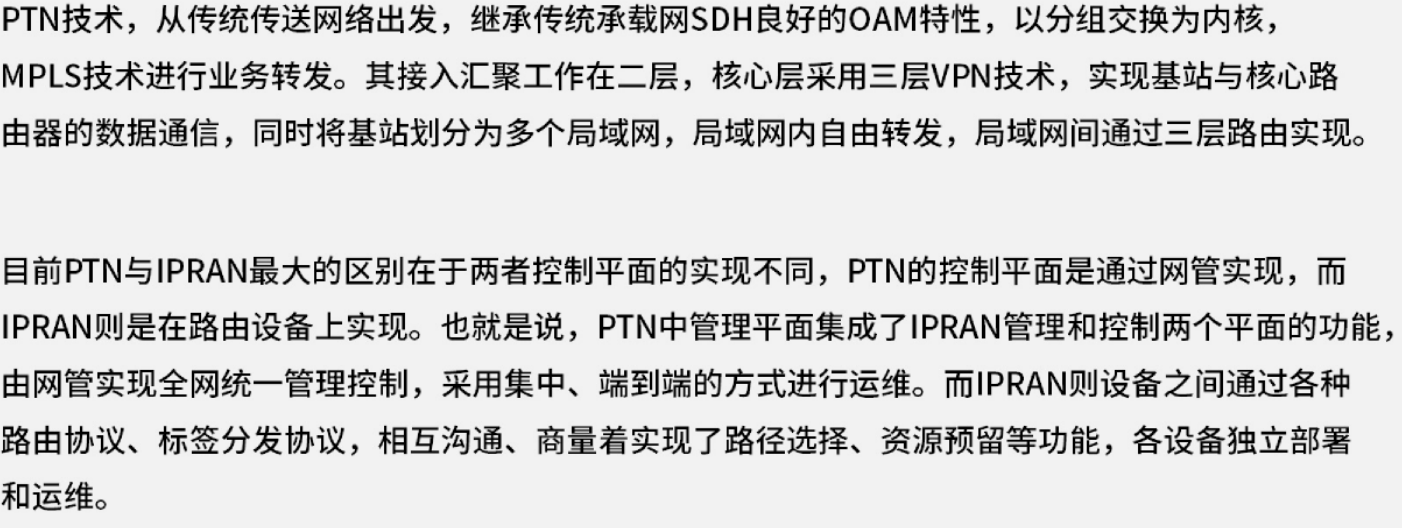 PTN技术，从传统传送网络出发，继承传统承载网SDH良好的OAM特性，以分组交换为内核，
MPLS技术进行业务转发。其接入汇聚工作在二层，核心层采用三层VPN技术，实现基站与核心路
由器的数据通信，同时将基站划分为多个局域网，局域网内自由转发，局域网间通过三层路由实现。
目前PTN与IPRAN最大的区别在于两者控制平面的实现不同，PTN的控制平面是通过网管实现，而
IPRAN则是在路由设备上实现。也就是说，PTN中管理平面集成了IPRAN管理和控制两个平面的功能，
由网管实现全网统一管理控制，采用集中、端到端的方式进行运维。而IPRAN则设备之间通过各种
路由协议、标签分发协议，相互沟通、商量着实现了路径选择、资源预留等功能，各设备独立部署
和运维。